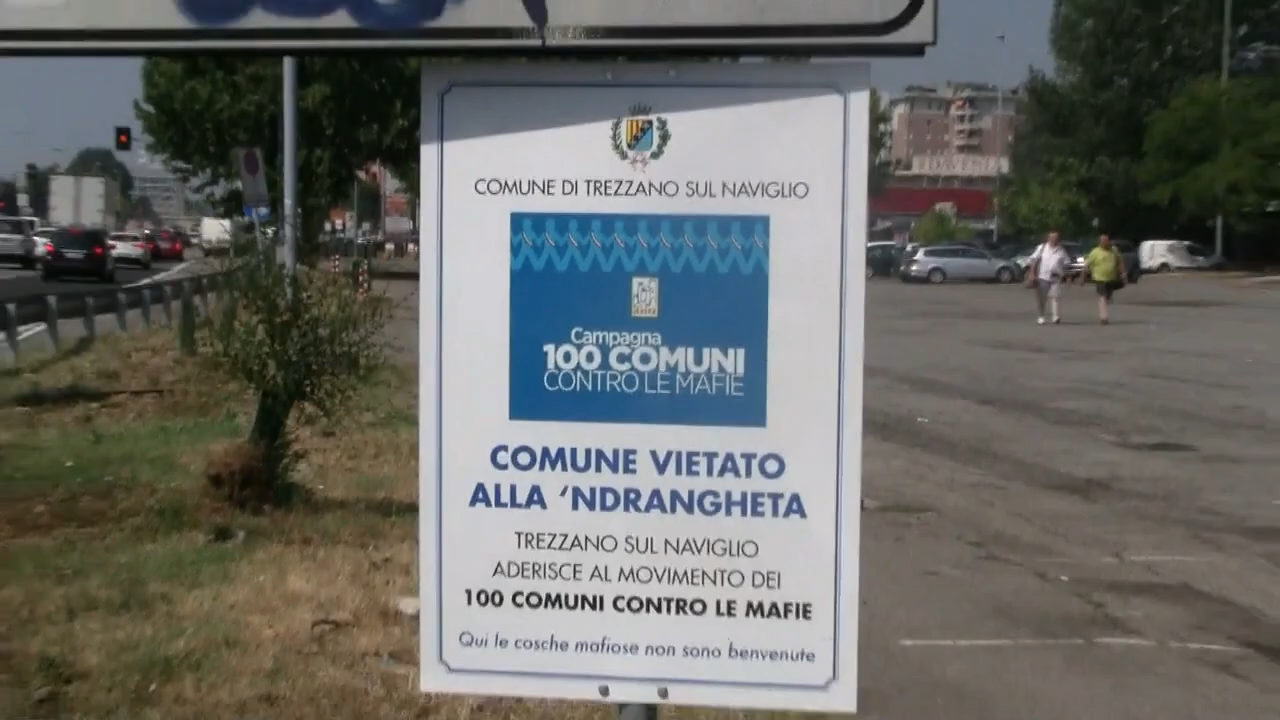 COMUNE DI TREZZANO SUL NAVIGLIO
Campagna
100 COMUNI
CONTRO LE MAFIE
COMUNE VIETATO
ALLA ‘NDRANGHETA
TREZZANO SUL NAVIGLIO
ADERISCE AL MOVIMENTO DEI
100 COMUNI CONTRO LE MAFIE
Qui le cosche mafiose non sono benvenute